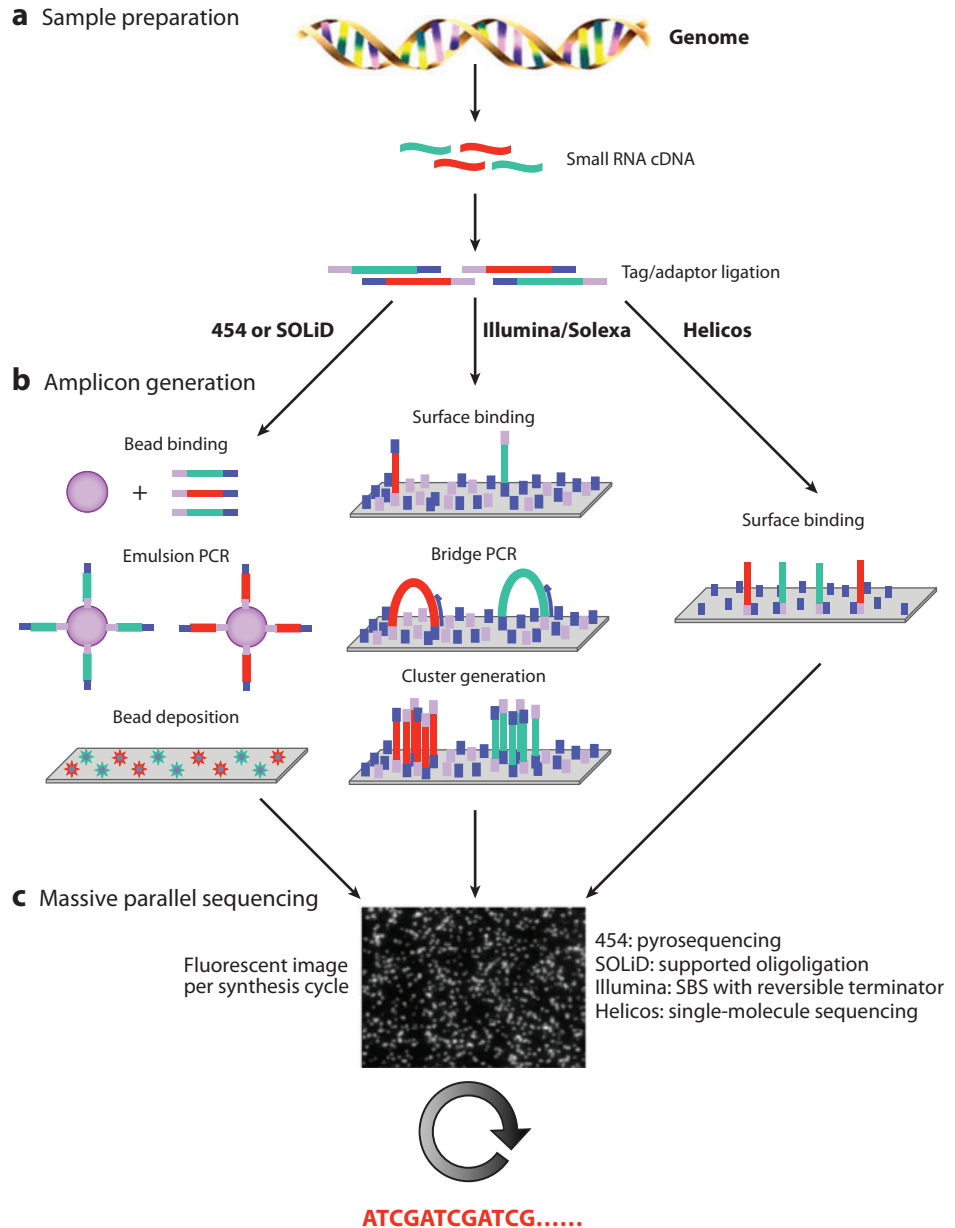 a Sample preparation
Genome
Small RNA cDNA
Tag/adaptor ligation
454 or SOLiD
Illumina/Solexa
Helicos
b Amplicon generation
Bead binding
+
Emulsion PCR
Bead deposition
Surface binding
Bridge PCR
Cluster generation
Surface binding
c Massive parallel sequencing
Fluorescent image
per synthesis cycle
454: pyrosequencing
SOLiD: supported oligoligation
Illumina: SBS with reversible terminator
Helicos: single-molecule sequencing
ATCGATCGATCG......